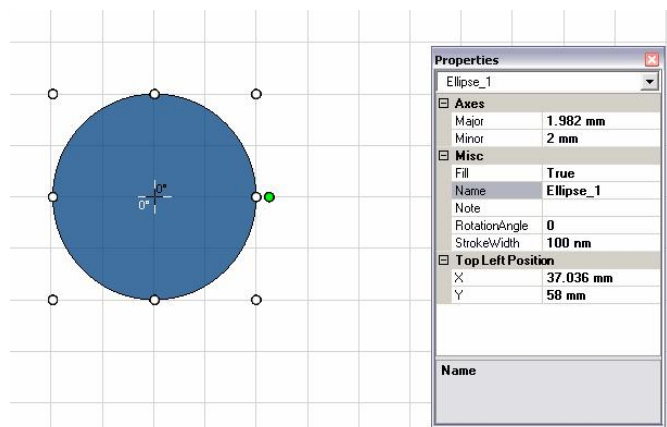 Properties
Ellipse_1
Axes
Major 1.982 mm
Minor 2 mm
Misc
Fill True
Name Ellipse_1
Note
RotationAngle 0
StrokeWidth 100 nm
Top Left Position
X 37.036 mm
Y 58 mm
Name
0°
0°